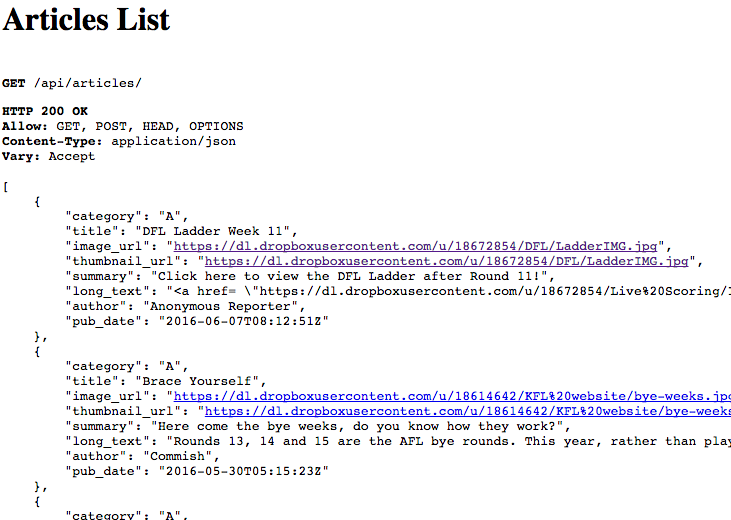 Articles List
GET /api/articles/
HTTP 200 OK
Allow: GET, POST, HEAD, OPTIONS
Content-Type: application/json
Vary: Accept
[
{
"category": "A",
"title": "DFL Ladder Week 11",
"image_url": "https://dl.dropboxusercontent.com/u/18672854/DFL/LadderIMG.jpg",
"thumbnail_url": "https://dl.dropboxusercontent.com/u/18672854/DFL/LadderIMG.jpg",
"summary": "Click here to view the DFL Ladder after Round 11!",
"long_text": "<a href= \"https://dl.dropboxusercontent.com/u/18672854/Live%20Scoring/
"author": "Anonymous Reporter",
"pub_date": "2016-06-07T08:12:51Z"
},
{
"category": "A",
"title": "Brace Yourself",
"image_url": "https://dl.dropboxusercontent.com/u/18614642/KFL%20website/bye-weeks.jpg
"thumbnail_url": "https://dl.dropboxusercontent.com/u/18614642/KFL%20website/bye-weeks
"summary": "Here come the bye weeks, do you know how they work?",
"long_text": "Rounds 13, 14 and 15 are the AFL bye rounds. This year, rather than play
"author": "Commish",
"pub_date": "2016-05-30T05:15:23Z"
},
{
"category": "A",